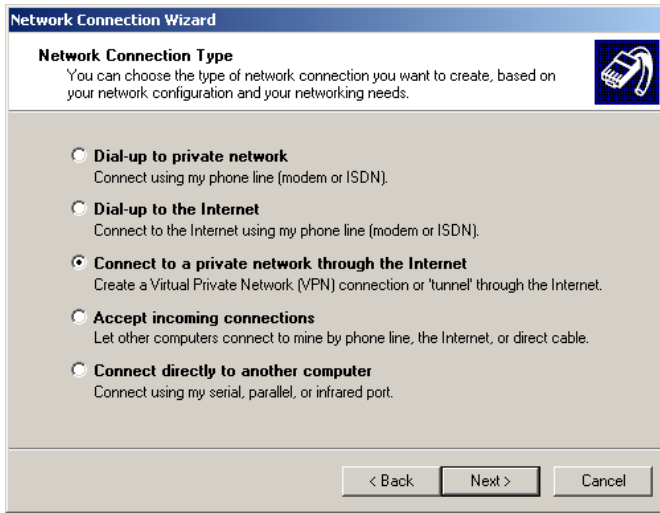 Network Connection Wizard
Network Connection Type
You can choose the type of network connection you want to create, based on
your network configuration and your networking needs.
Dial-up to private network
Connect using my phone line (modem or ISDN).
Dial-up to the Internet
Connect to the Internet using my phone line (modem or ISDN).
Connect to a private network through the Internet
Create a Virtual Private Network (VPN) connection or 'tunnel' through the Internet.
Accept incoming connections
Let other computers connect to mine by phone line, the Internet, or direct cable.
Connect directly to another computer
Connect using my serial, parallel, or infrared port.
< Back Next > Cancel